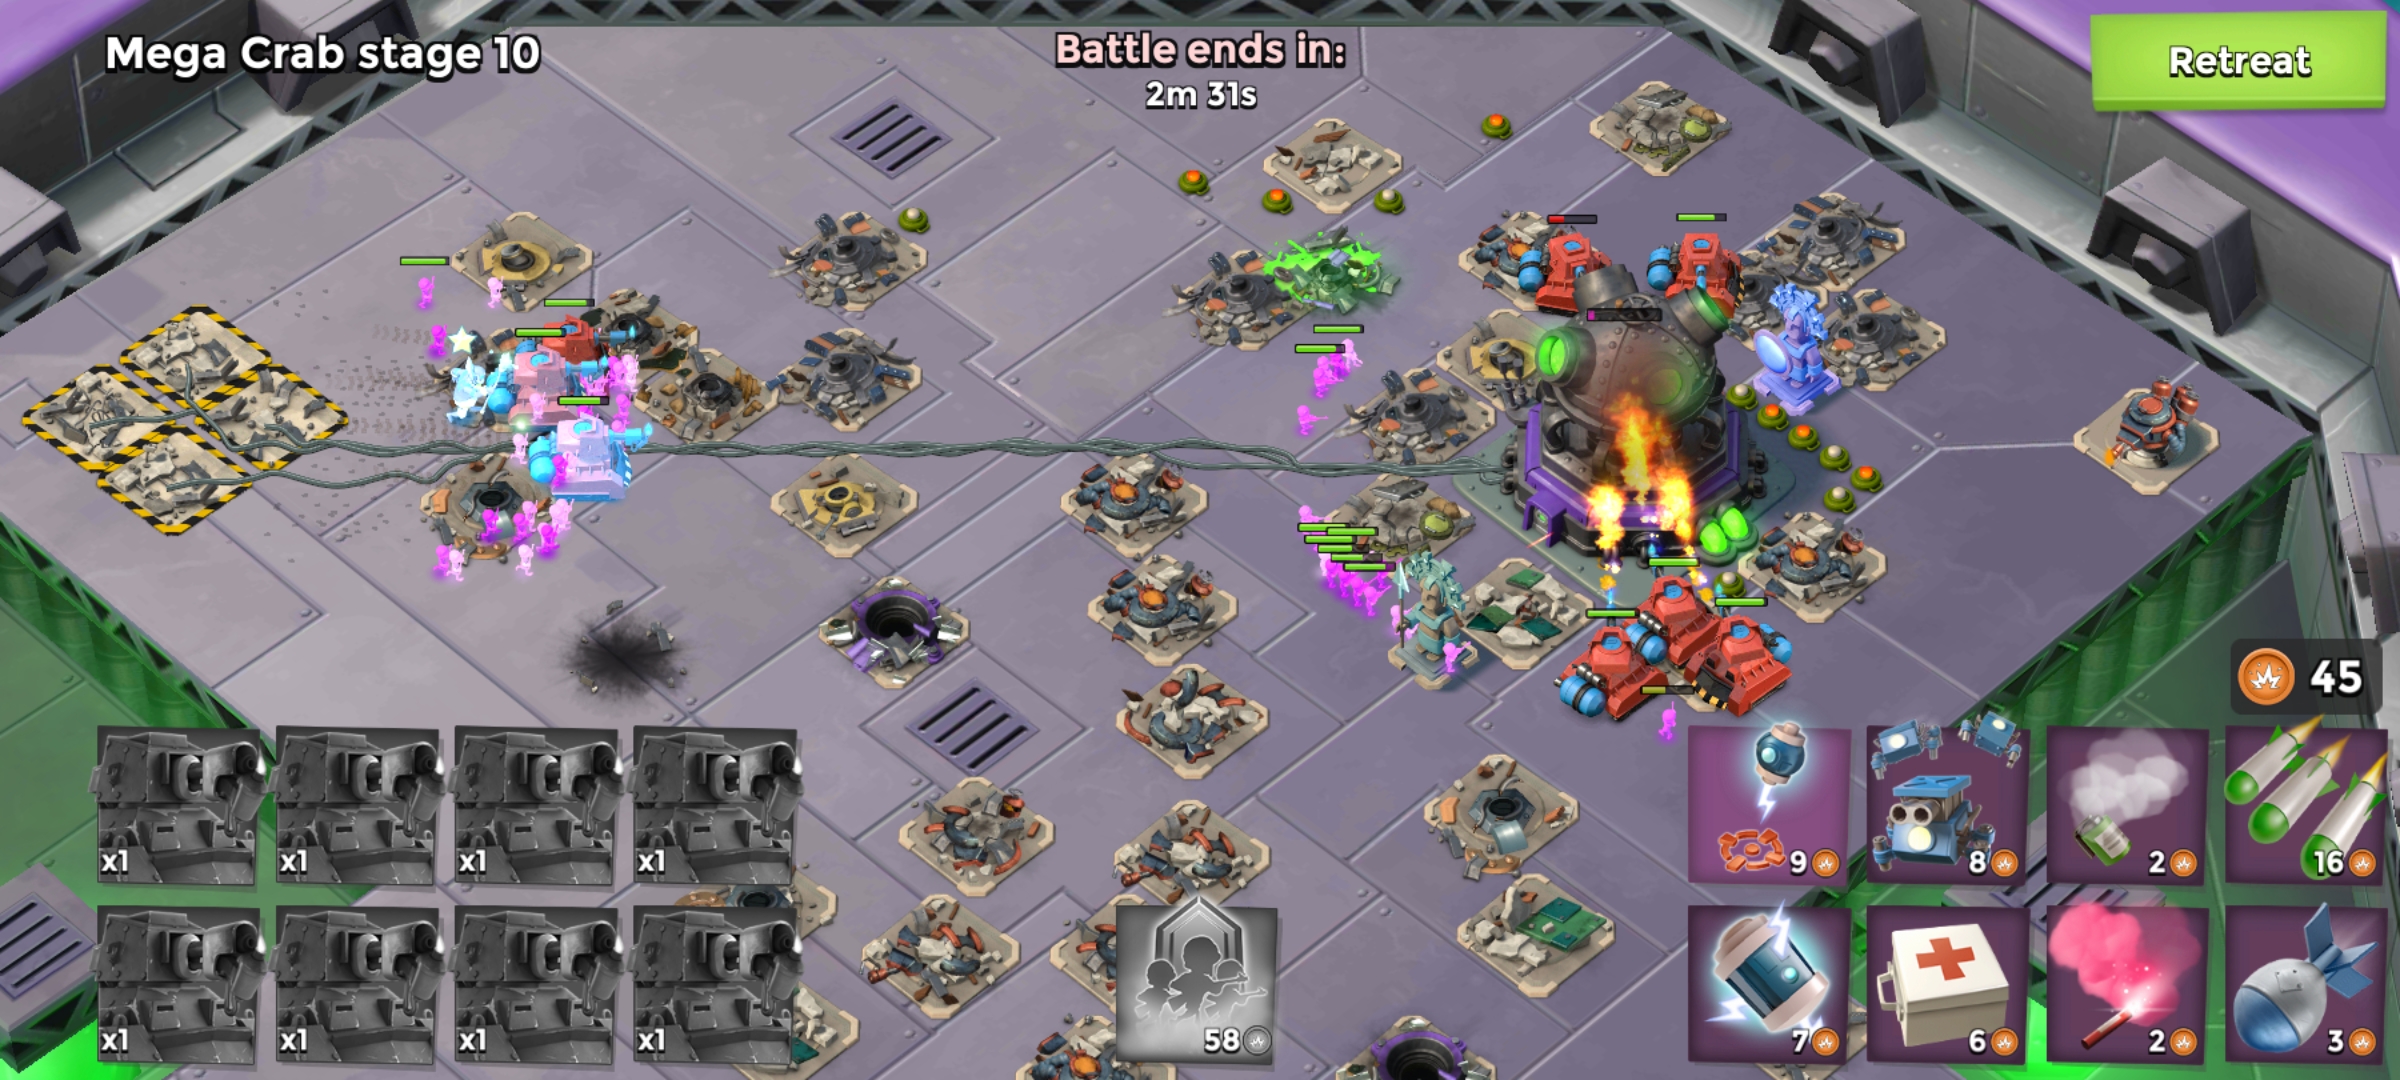 Mega Crab stage 10
Battle ends in:
2m 31s
Retreat
45
x1
x1
x1
x1
9
8
2
16
x1
x1
x1
x1
58
7
6
2
3